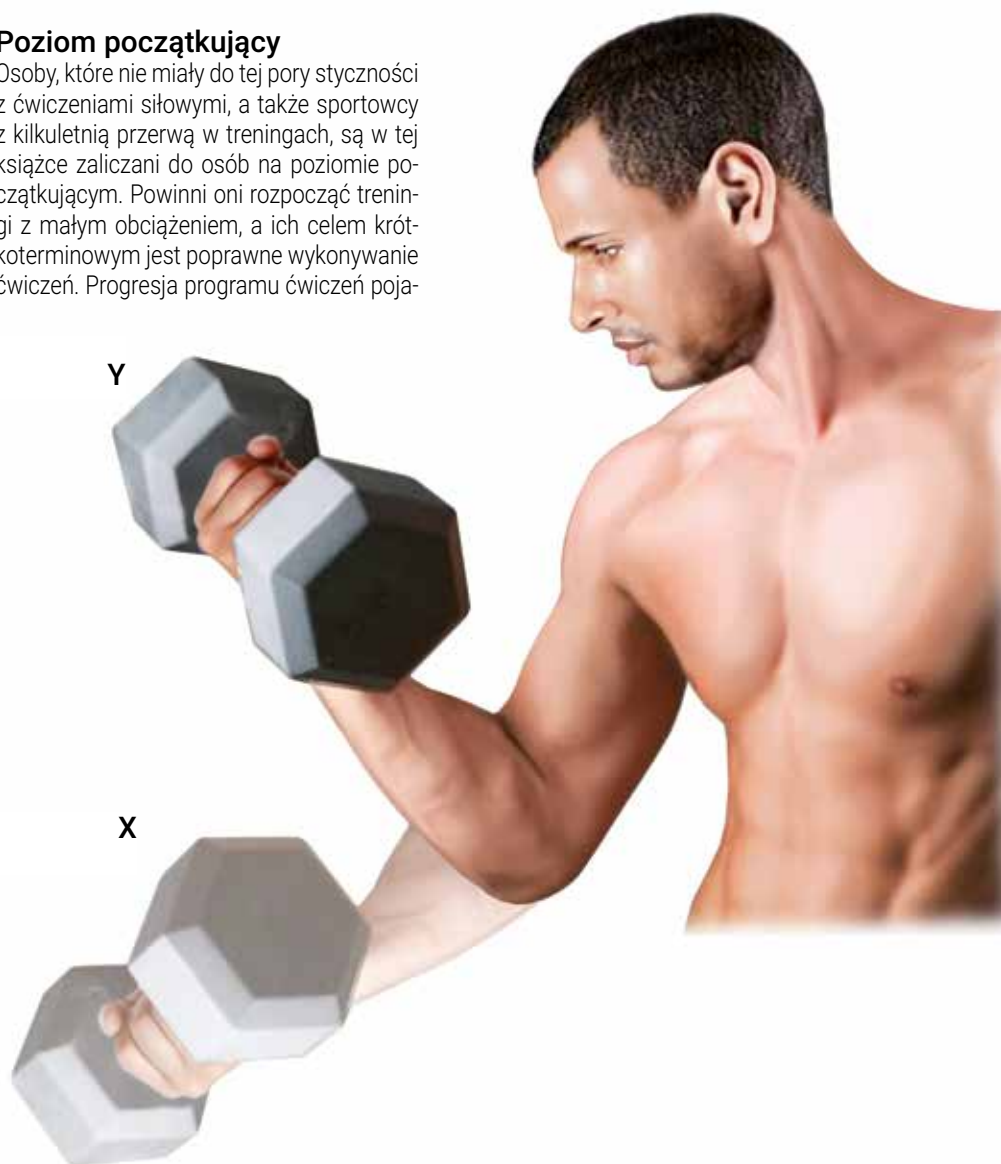 Poziom początkujący
Osoby, które nie miały do tej pory styczności
z ćwiczeniami siłowymi, a także sportowcy
z kilkuletnią przerwą w treningach, są w tej
książce zaliczani do osób na poziomie po-
czątkującym. Powinni oni rozpocząć trenin-
gi z małym obciążeniem, a ich celem krót-
koterminowym jest poprawne wykonywanie
ćwiczeń. Progresja programu ćwiczeń poja-
Y
X